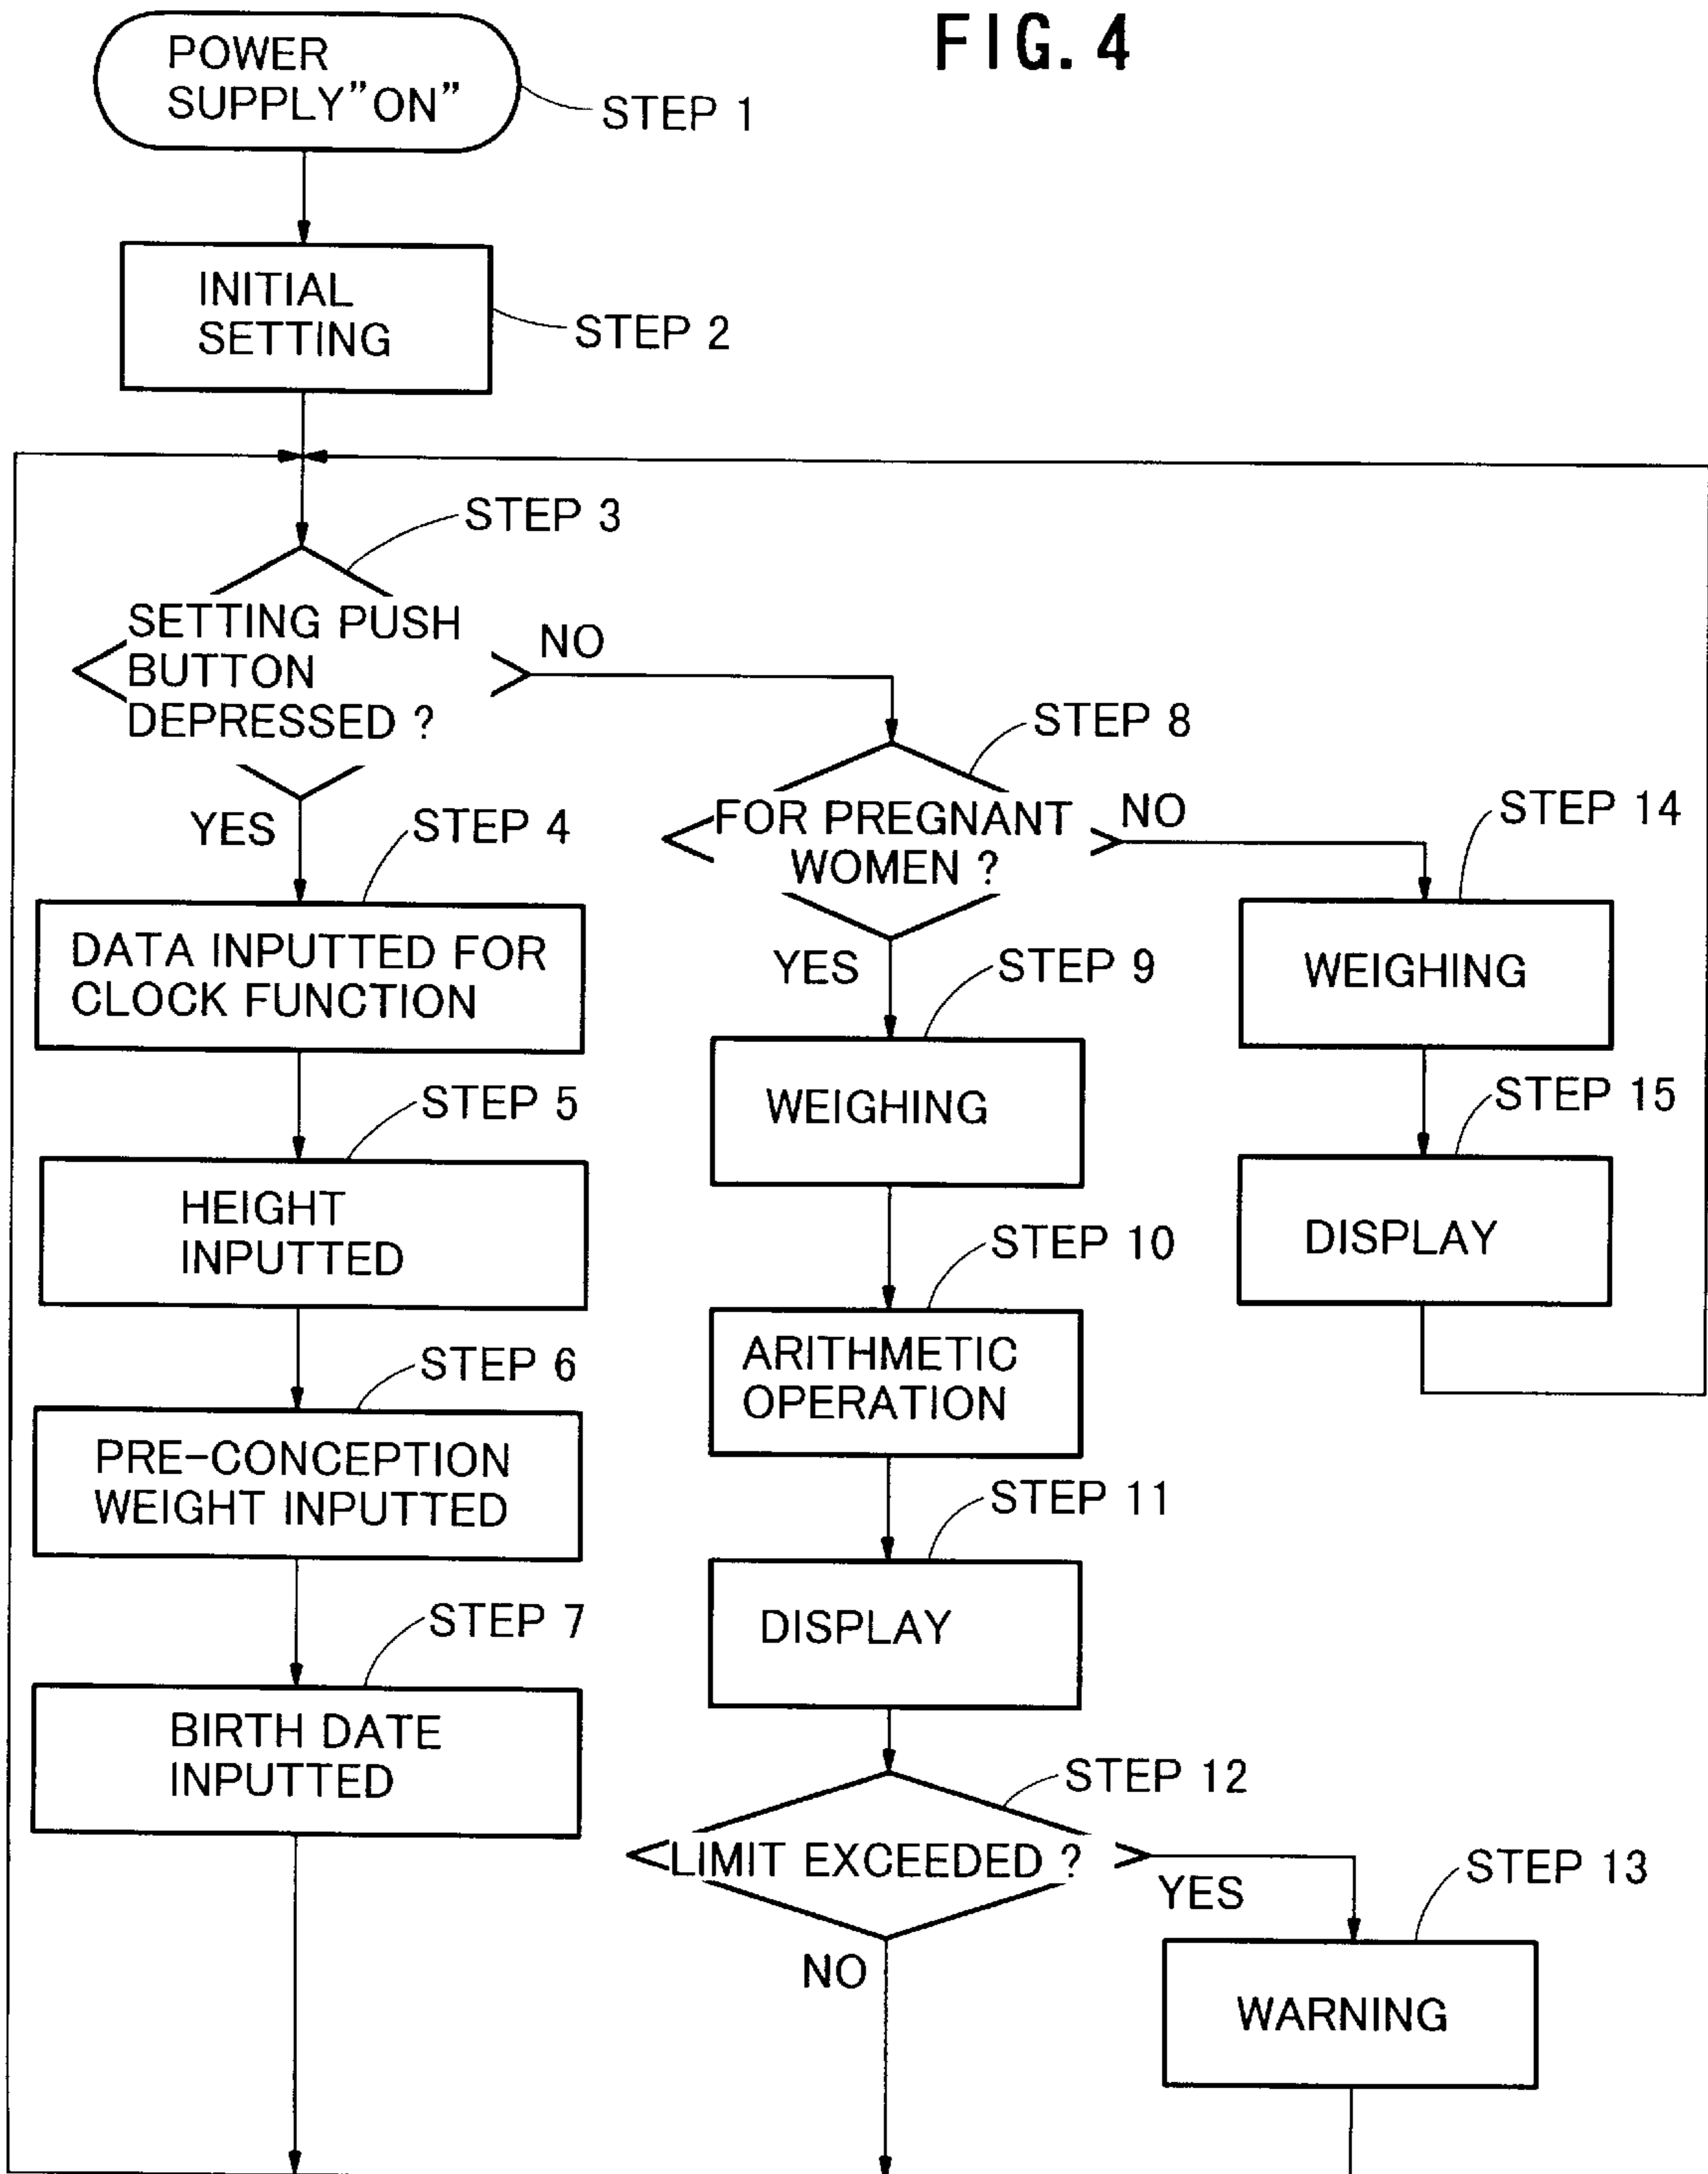 FIG. 4
POWER
SUPPLY"ON"
STEP 1
INITIAL
SETTING
STEP 2
STEP 3
SETTING PUSH
BUTTON
DEPRESSED ?
NO
YES
STEP 4
DATA INPUTTED FOR
CLOCK FUNCTION
STEP 5
HEIGHT
INPUTTED
STEP 6
PRE-CONCEPTION
WEIGHT INPUTTED
STEP 7
BIRTH DATE
INPUTTED
STEP 8
FOR PREGNANT
WOMEN ?
NO
YES
STEP 9
WEIGHING
STEP 10
ARITHMETIC
OPERATION
STEP 11
DISPLAY
STEP 12
LIMIT EXCEEDED ?
YES
NO
STEP 13
WARNING
STEP 14
WEIGHING
STEP 15
DISPLAY